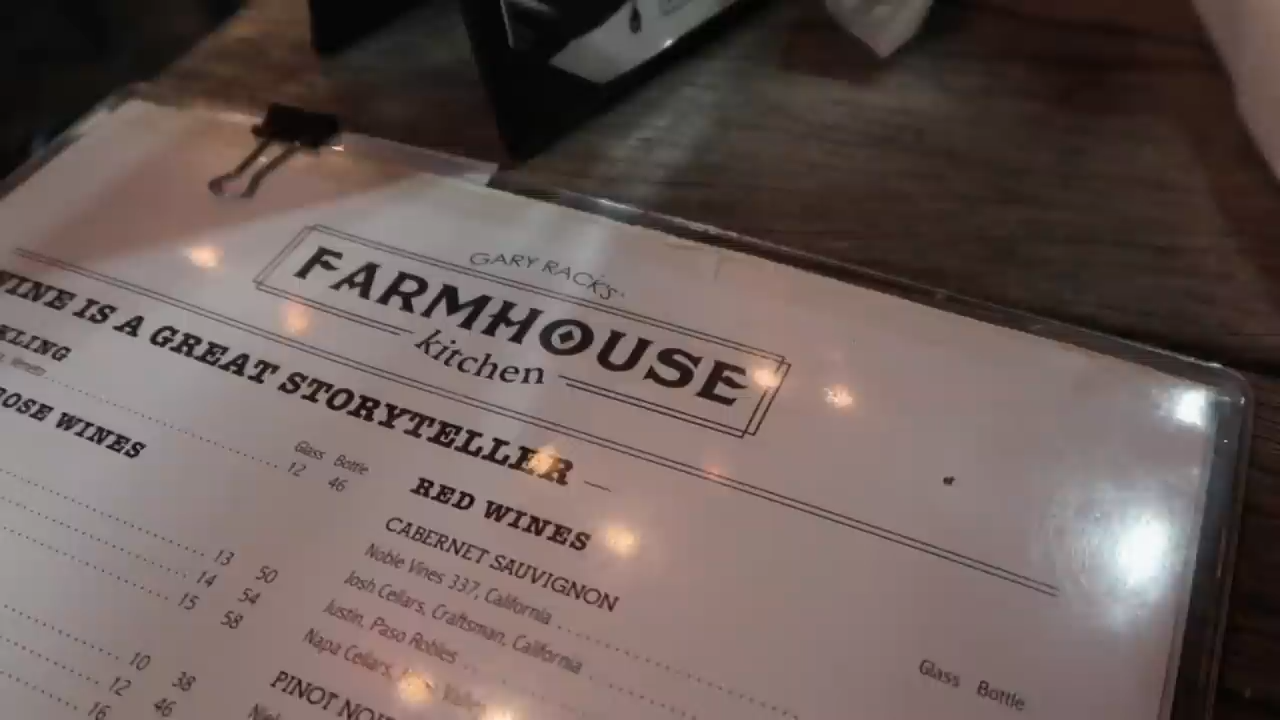 GARY RACK'S
FARMHOUSE
kitchen
WINE IS A GREAT STORYTELLER
KLING
Glass Bottle
12 46
ROSE WINES
13 50
14 54
15 58
10 38
12 46
16
RED WINES
CABERNET SAUVIGNON
Glass Bottle
Noble Vines 337, California
Josh Cellars, Craftsman, California
Justin, Paso Robles
Napa Cellars,
PINOT NOI